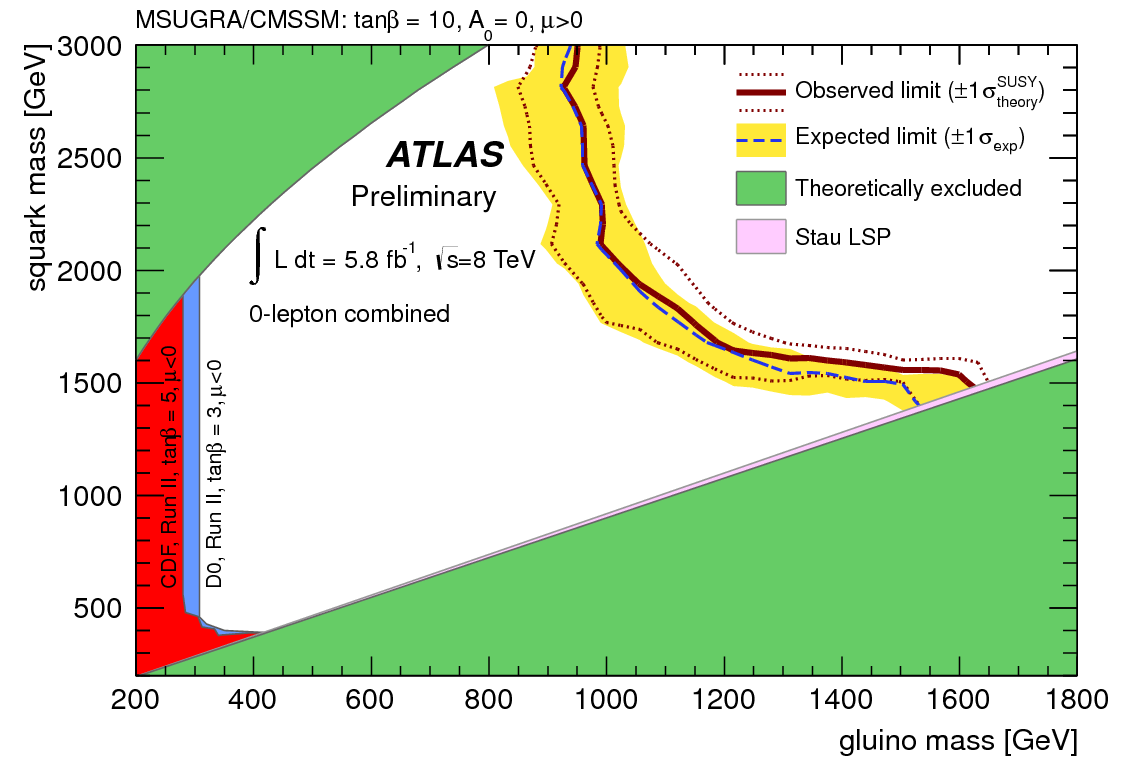 MSUGRA/CMSSM: tanβ = 10, A₀ = 0, μ>0
squark mass [GeV]
3000
2500
2000
1500
1000
500
Observed limit (±1 σ^SUSY_theory)
Expected limit (±1 σ_exp)
Theoretically excluded
Stau LSP
ATLAS
Preliminary
∫ L dt = 5.8 fb⁻¹, √s=8 TeV
0-lepton combined
CDF, Run II, tanβ = 5, μ<0
D0, Run II, tanβ = 3, μ<0
200 400 600 800 1000 1200 1400 1600 1800
gluino mass [GeV]